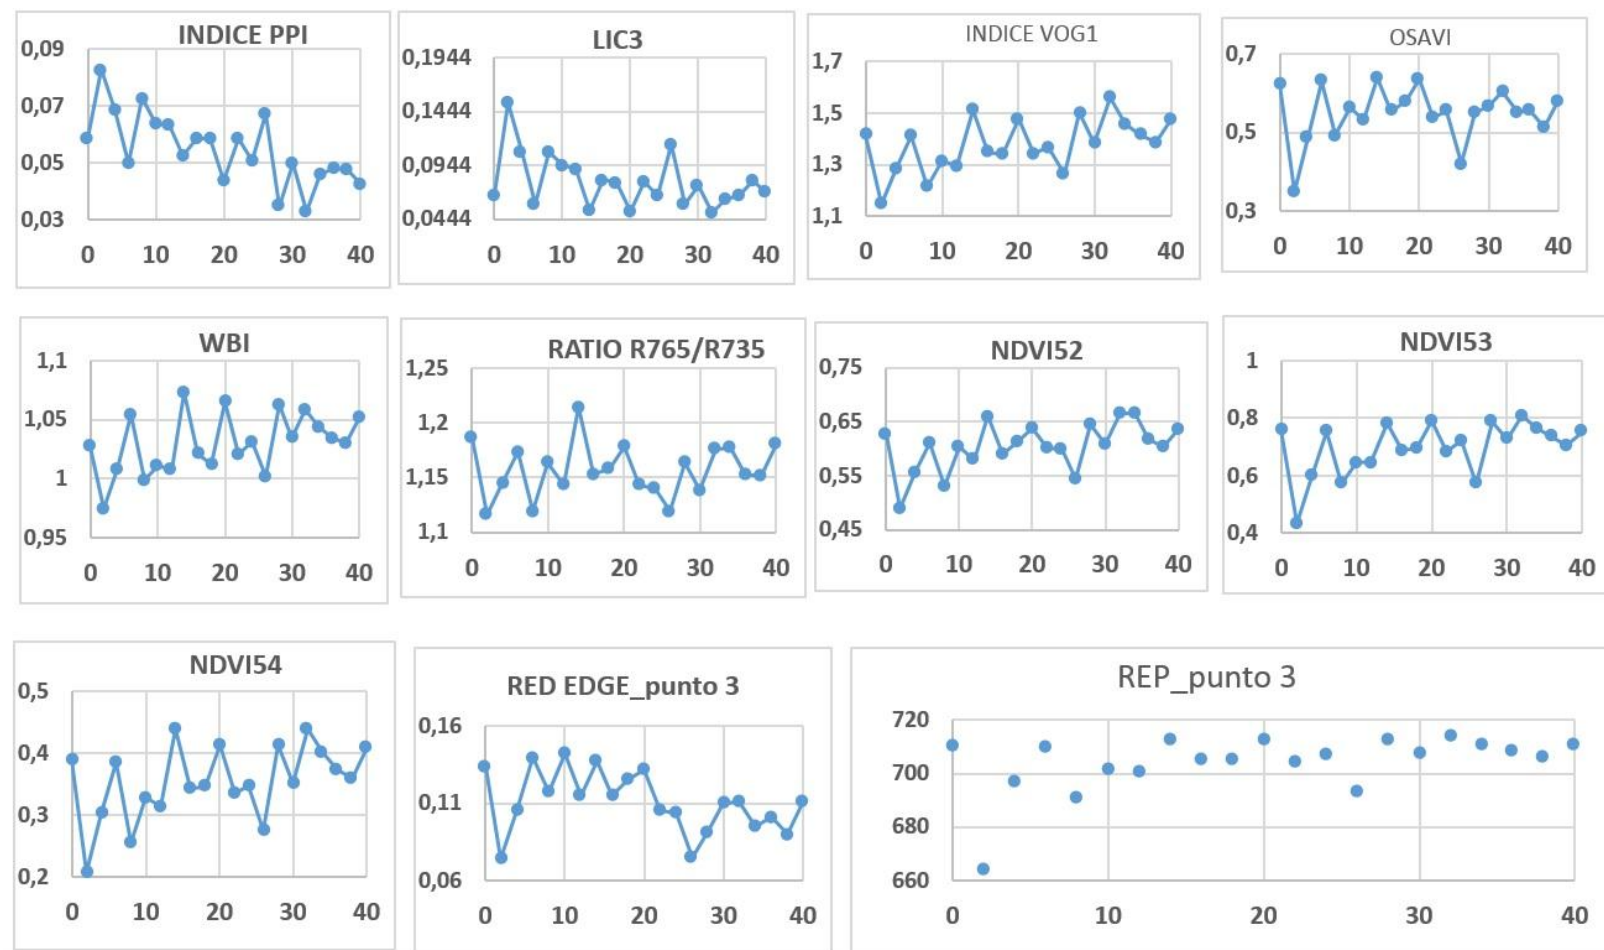 INDICE PPI
0,09
0,07
0,05
0,03
0 10 20 30 40
LIC3
0,1944
0,1444
0,0944
0,0444
0 10 20 30 40
INDICE VOG1
1,7
1,5
1,3
1,1
0 10 20 30 40
OSAVI
0,7
0,5
0,3
0 10 20 30 40
WBI
1,1
1,05
1
0,95
0 10 20 30 40
RATIO R765/R735
1,25
1,2
1,15
1,1
0 10 20 30 40
NDVI52
0,75
0,65
0,55
0,45
0 10 20 30 40
NDVI53
1
0,8
0,6
0,4
0 10 20 30 40
NDVI54
0,5
0,4
0,3
0,2
0 10 20 30 40
RED EDGE_punto 3
0,16
0,11
0,06
0 10 20 30 40
REP_punto 3
720
700
680
660
0 10 20 30 40